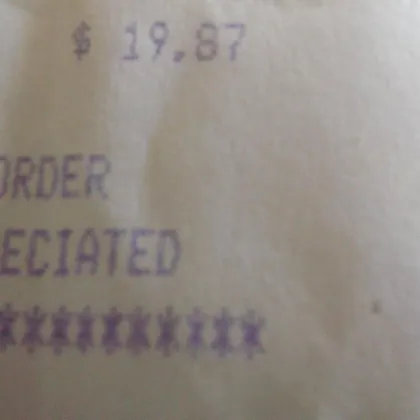 $ 19.87
ORDER
ECIATED
**********